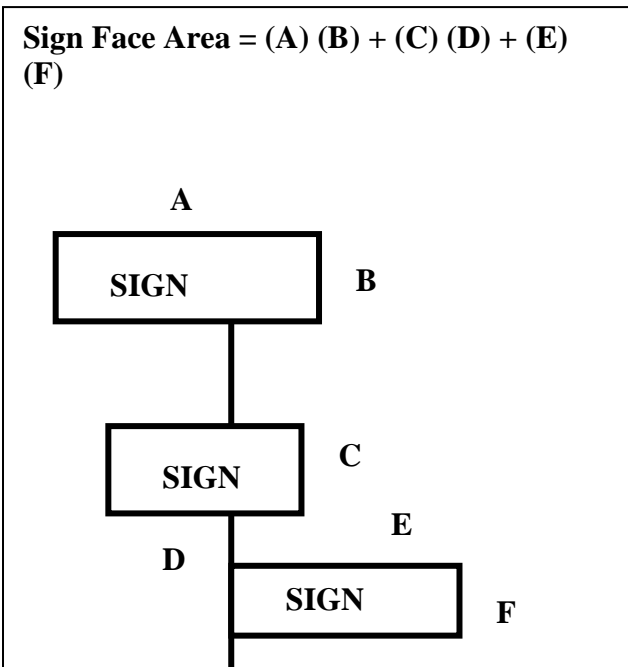 Sign Face Area = (A) (B) + (C) (D) + (E)
(F)
A
SIGN
B
SIGN
C
D
E
SIGN
F